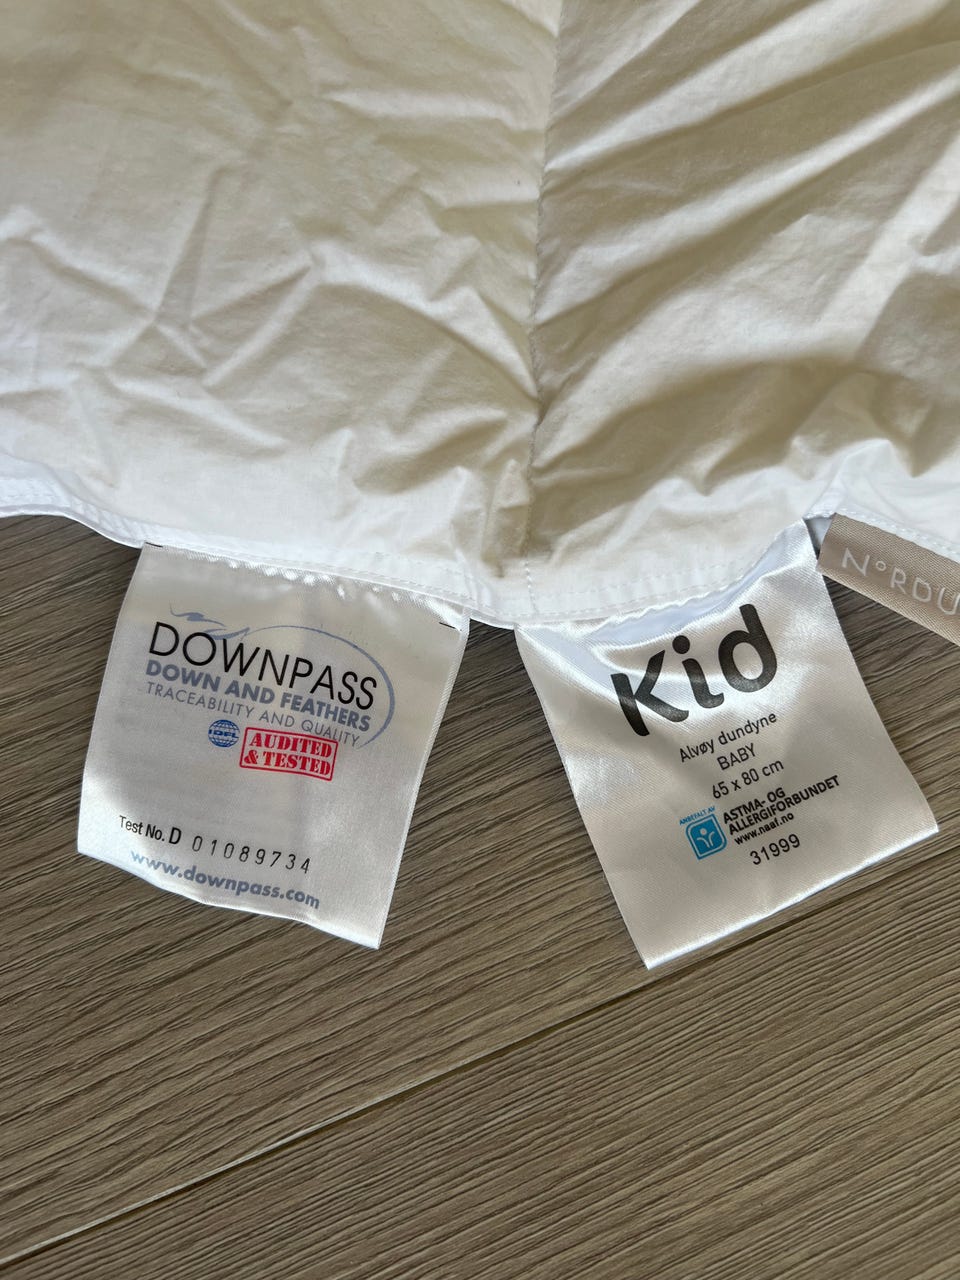 DOWNPASS
DOWN AND FEATHERS
TRACEABILITY AND QUALITY
IDFL
AUDITED
& TESTED
Test No. D 01089734
www.downpass.com
Kid
Alvøy dundyne
BABY
65 x 80 cm
ANBEFALT AV
ASTMA- OG
ALLERGIFORBUNDET
www.naaf.no
31999
N°RDU